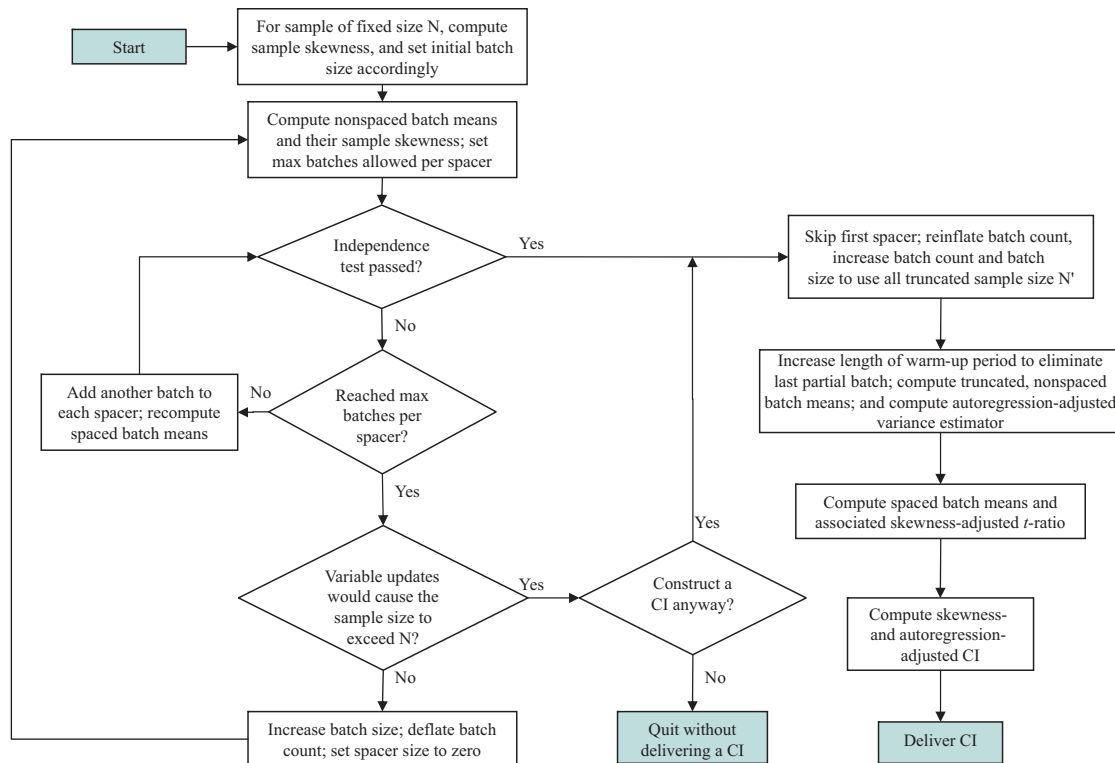 Start
For sample of fixed size N, compute
sample skewness, and set initial batch
size accordingly
Compute nonspaced batch means
and their sample skewness; set
max batches allowed per spacer
Independence
test passed?
Yes
No
Skip first spacer; reinflate batch count,
increase batch count and batch
size to use all truncated sample size N'
Add another batch to
each spacer; recompute
spaced batch means
No
Reached max
batches per
spacer?
Yes
Increase length of warm-up period to eliminate
last partial batch; compute truncated, nonspaced
batch means; and compute autoregression-adjusted
variance estimator
Compute spaced batch means and
associated skewness-adjusted t-ratio
Variable updates
would cause the
sample size to
exceed N?
Yes
No
Construct a
CI anyway?
Yes
No
Compute skewness-
and autoregression-
adjusted CI
Increase batch size; deflate batch
count; set spacer size to zero
Quit without
delivering a CI
Deliver CI